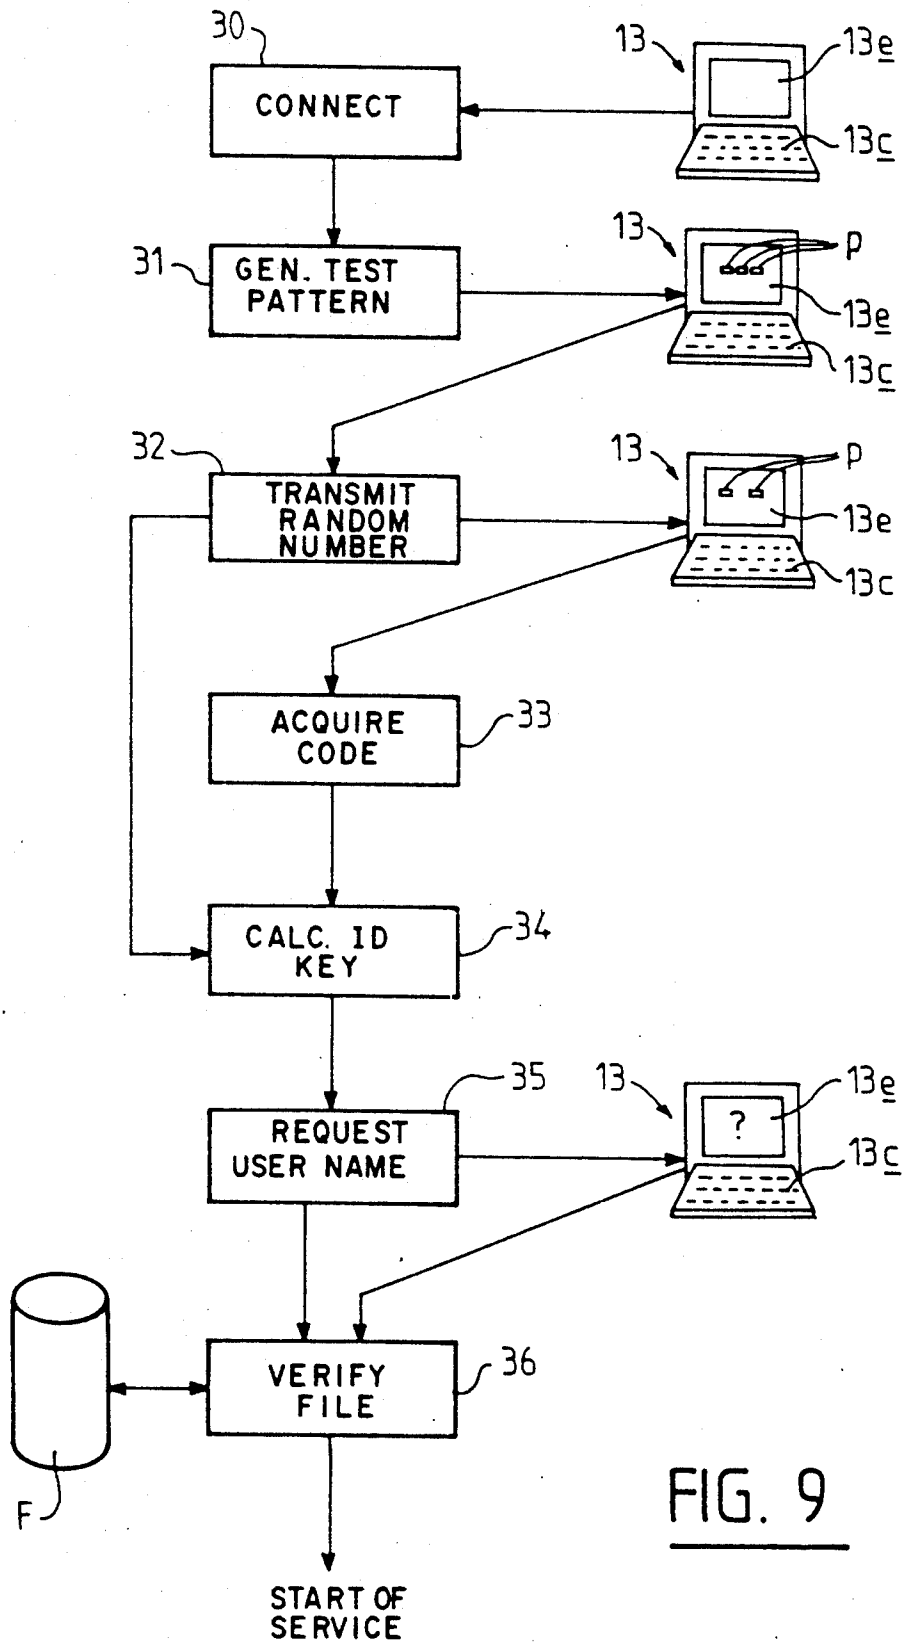 30
CONNECT
13
13e
13c
31
GEN. TEST
PATTERN
13
P
13e
13c
32
TRANSMIT
RANDOM
NUMBER
13
P
13e
13c
ACQUIRE
CODE
33
CALC. ID
KEY
34
35
REQUEST
USER NAME
13
13e
?
13c
VERIFY
FILE
36
F
START OF
SERVICE
FIG. 9